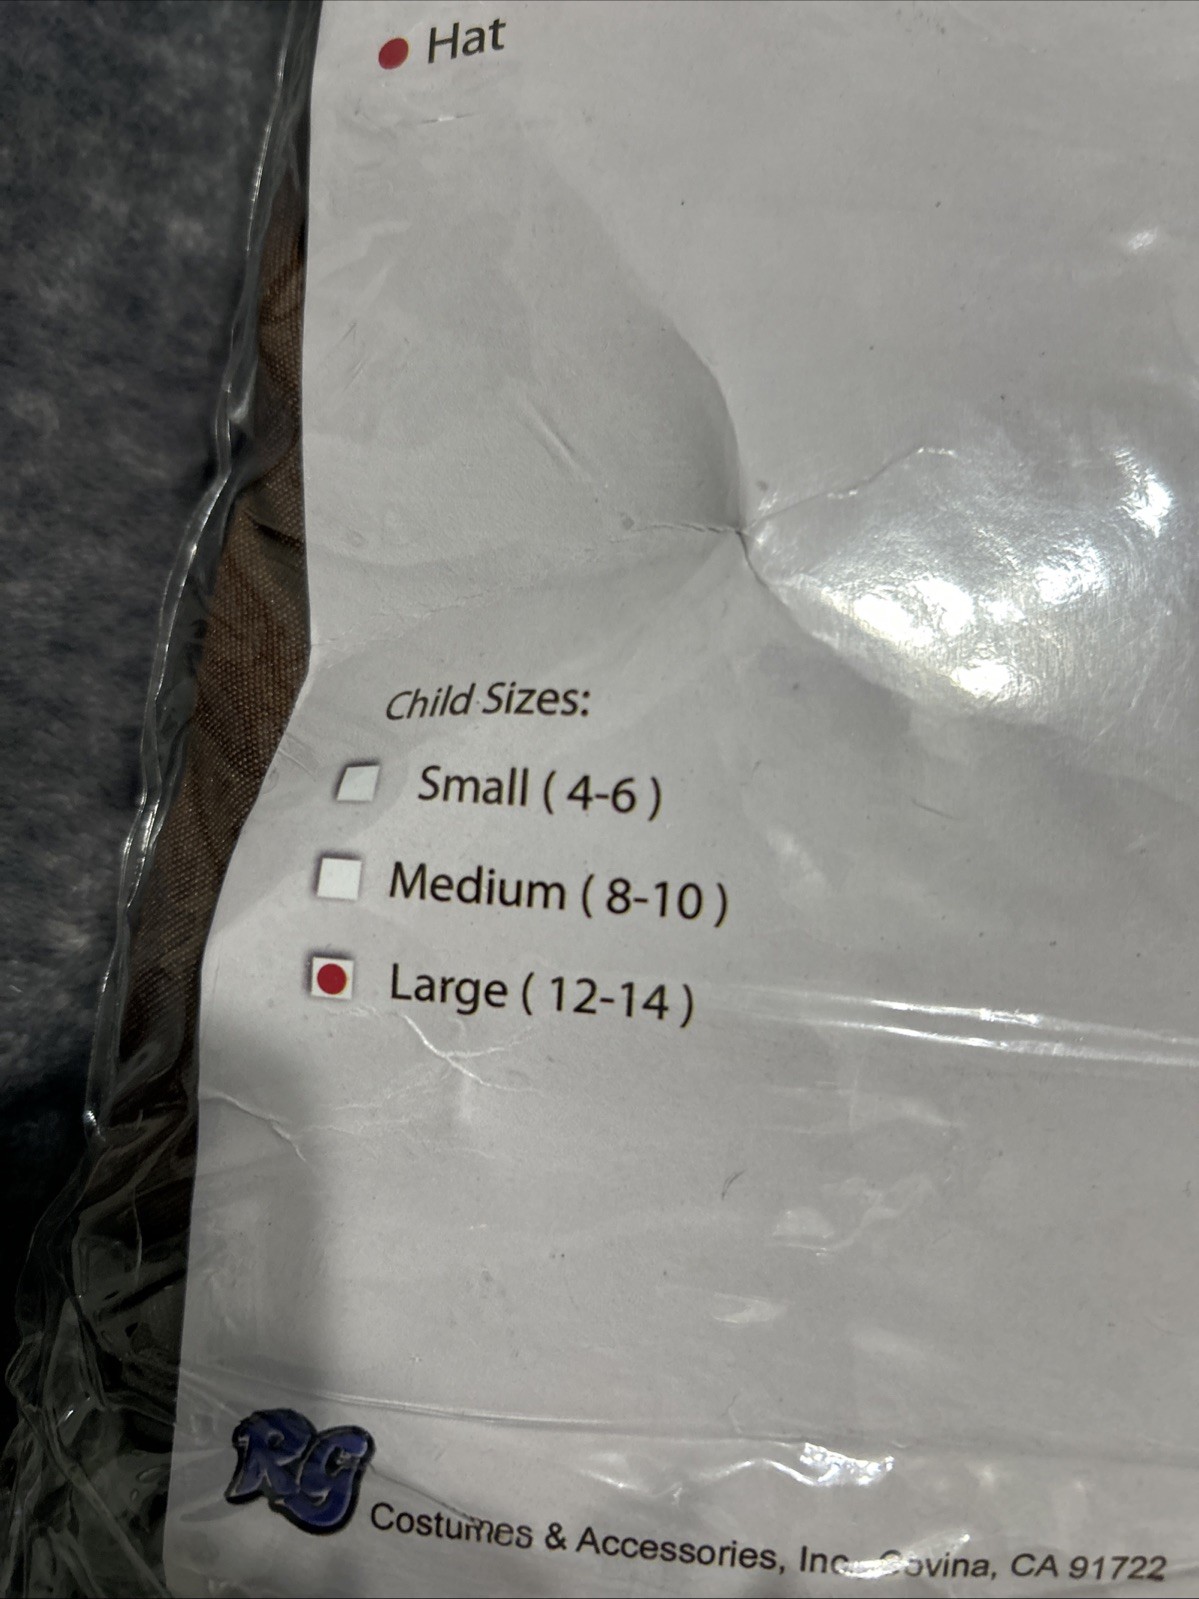 Hat
Child Sizes:
Small ( 4-6 )
Medium ( 8-10 )
Large ( 12-14 )
RG
Costumes & Accessories, Inc. Covina, CA 91722